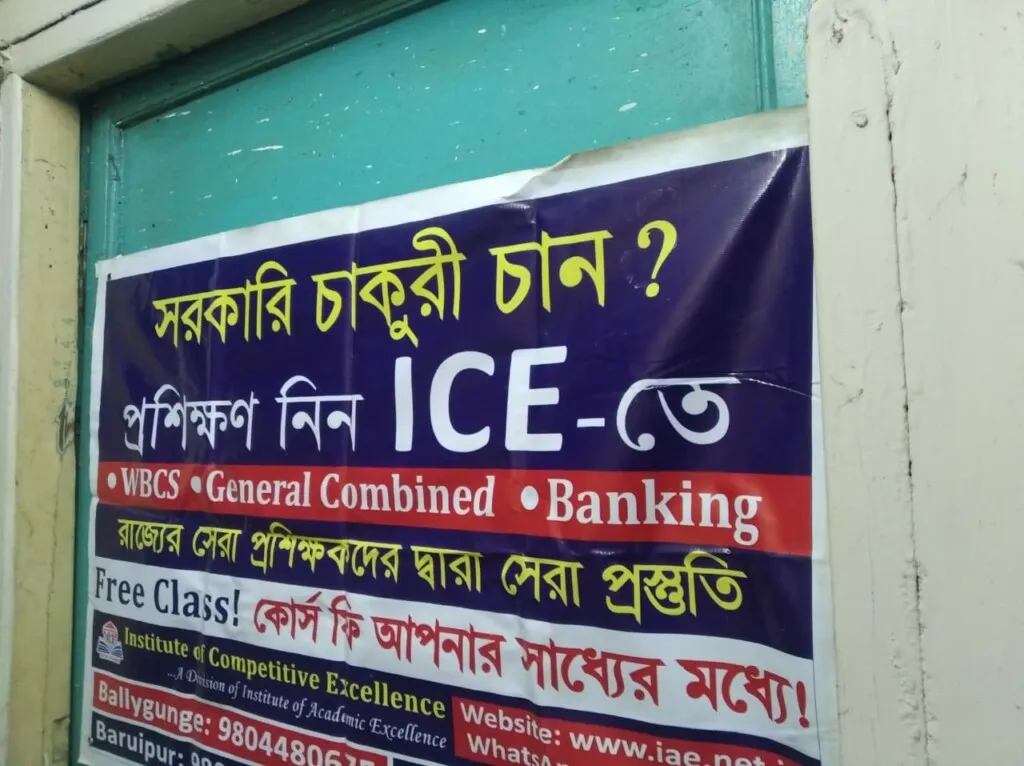 সরকারি চাকুরী চান ?
প্রশিক্ষণ নিন ICE-তে
•WBCS •General Combined •Banking
রাজ্যের সেরা প্রশিক্ষকদের দ্বারা সেরা প্রস্তুতি
Free Class! কোর্স ফি আপনার সাধ্যের মধ্যে!
Institute of Competitive Excellence
...A Division of Institute of Academic Excellence
Ballygunge:
Website: www.iae.net
Baruipur: